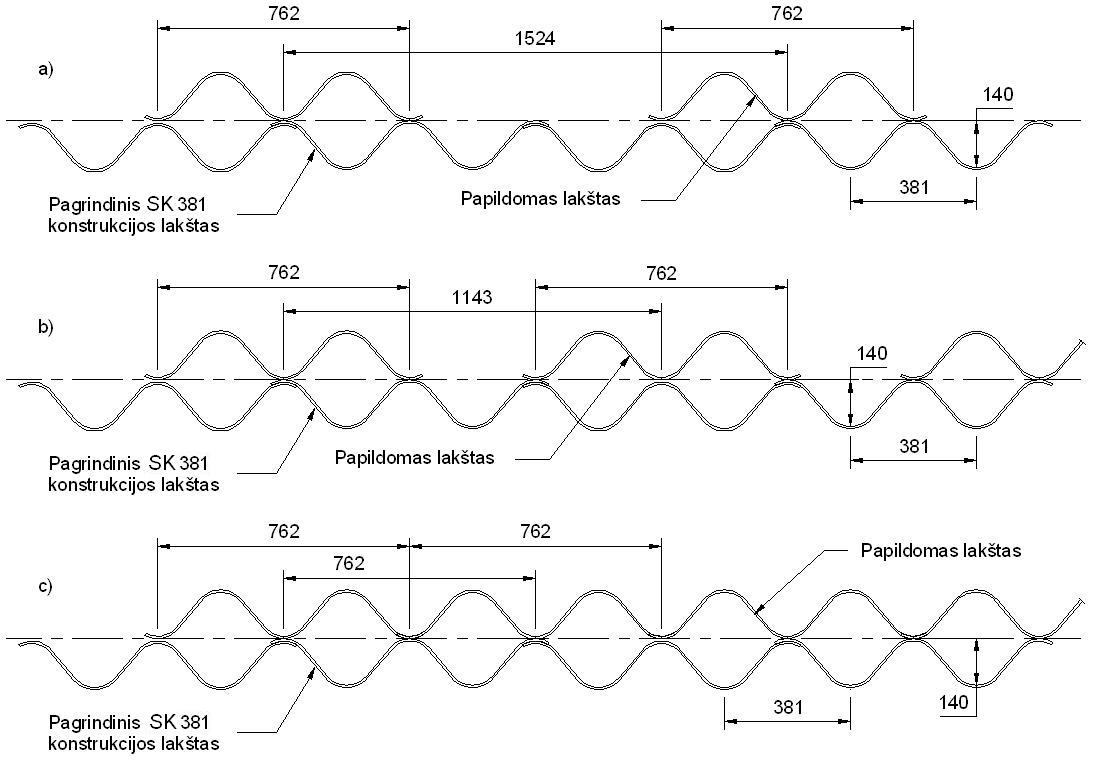 762
762
1524
a)
140
381
Pagrindinis SK 381
konstrukcijos lakštas
Papildomas lakštas
762
762
1143
b)
140
381
Pagrindinis SK 381
konstrukcijos lakštas
Papildomas lakštas
762
762
762
Papildomas lakštas
c)
140
381
Pagrindinis SK 381
konstrukcijos lakštas